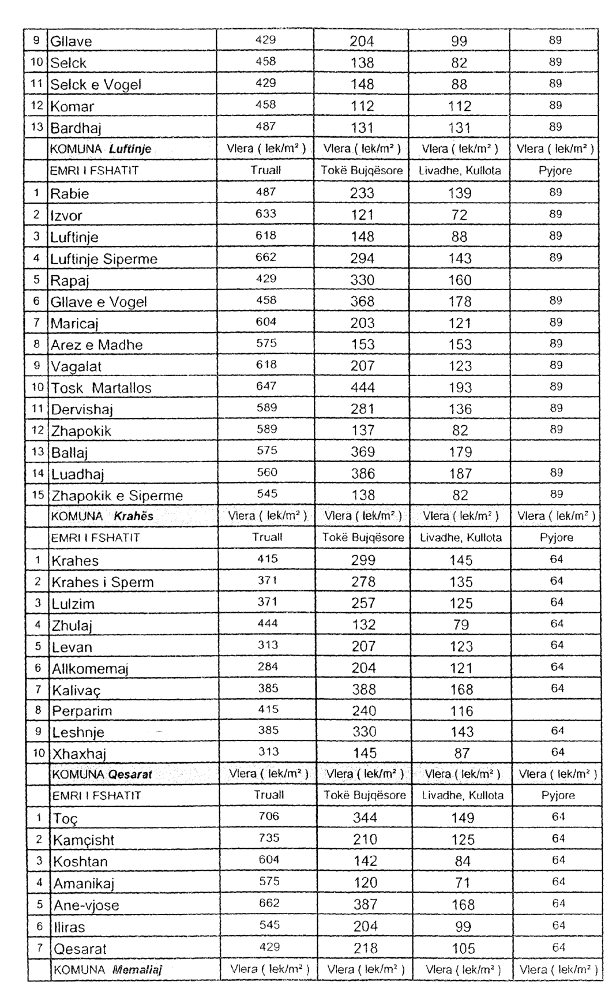 9 Gllave 429 204 99 89
10 Selck 458 138 82 89
11 Selck e Vogel 429 148 88 89
12 Komar 458 112 112 89
13 Bardhaj 487 131 131 89
KOMUNA Luftinje Vlera ( lek/m² ) Vlera ( lek/m² ) Vlera ( lek/m² ) Vlera ( lek/m² )
EMRI I FSHATIT Truall Tokë Bujqësore Livadhe, Kullota Pyjore
1 Rabie 487 233 139 89
2 Izvor 633 121 72 89
3 Luftinje 618 148 88 89
4 Luftinje Siperme 662 294 143 89
5 Rapaj 429 330 160
6 Gllave e Vogel 458 368 178 89
7 Maricaj 604 203 121 89
8 Arez e Madhe 575 153 153 89
9 Vagalat 618 207 123 89
10 Tosk Martallos 647 444 193 89
11 Dervishaj 589 281 136 89
12 Zhapokik 589 137 82 89
13 Ballaj 575 369 179
14 Luadhaj 560 386 187 89
15 Zhapokik e Siperme 545 138 82 89
KOMUNA Krahës Vlera ( lek/m² ) Vlera ( lek/m² ) Vlera ( lek/m² ) Vlera ( lek/m² )
EMRI I FSHATIT Truall Tokë Bujqësore Livadhe, Kullota Pyjore
1 Krahes 415 299 145 64
2 Krahes i Sperm 371 278 135 64
3 Lulzim 371 257 125 64
4 Zhulaj 444 132 79 64
5 Levan 313 207 123 64
6 Allkomemaj 284 204 121 64
7 Kalivaç 385 388 168 64
8 Perparim 415 240 116
9 Leshnje 385 330 143 64
10 Xhaxhaj 313 145 87 64
KOMUNA Qesarat Vlera ( lek/m² ) Vlera ( lek/m² ) Vlera ( lek/m² ) Vlera ( lek/m² )
EMRI I FSHATIT Truall Tokë Bujqësore Livadhe, Kullota Pyjore
1 Toç 706 344 149 64
2 Kamçisht 735 210 125 64
3 Koshtan 604 142 84 64
4 Amanikaj 575 120 71 64
5 Ane-vjose 662 387 168 64
6 Iliras 545 204 99 64
7 Qesarat 429 218 105 64
KOMUNA Memaliaj Vlera ( lek/m² ) Vlera ( lek/m² ) Vlera ( lek/m² ) Vlera ( lek/m² )